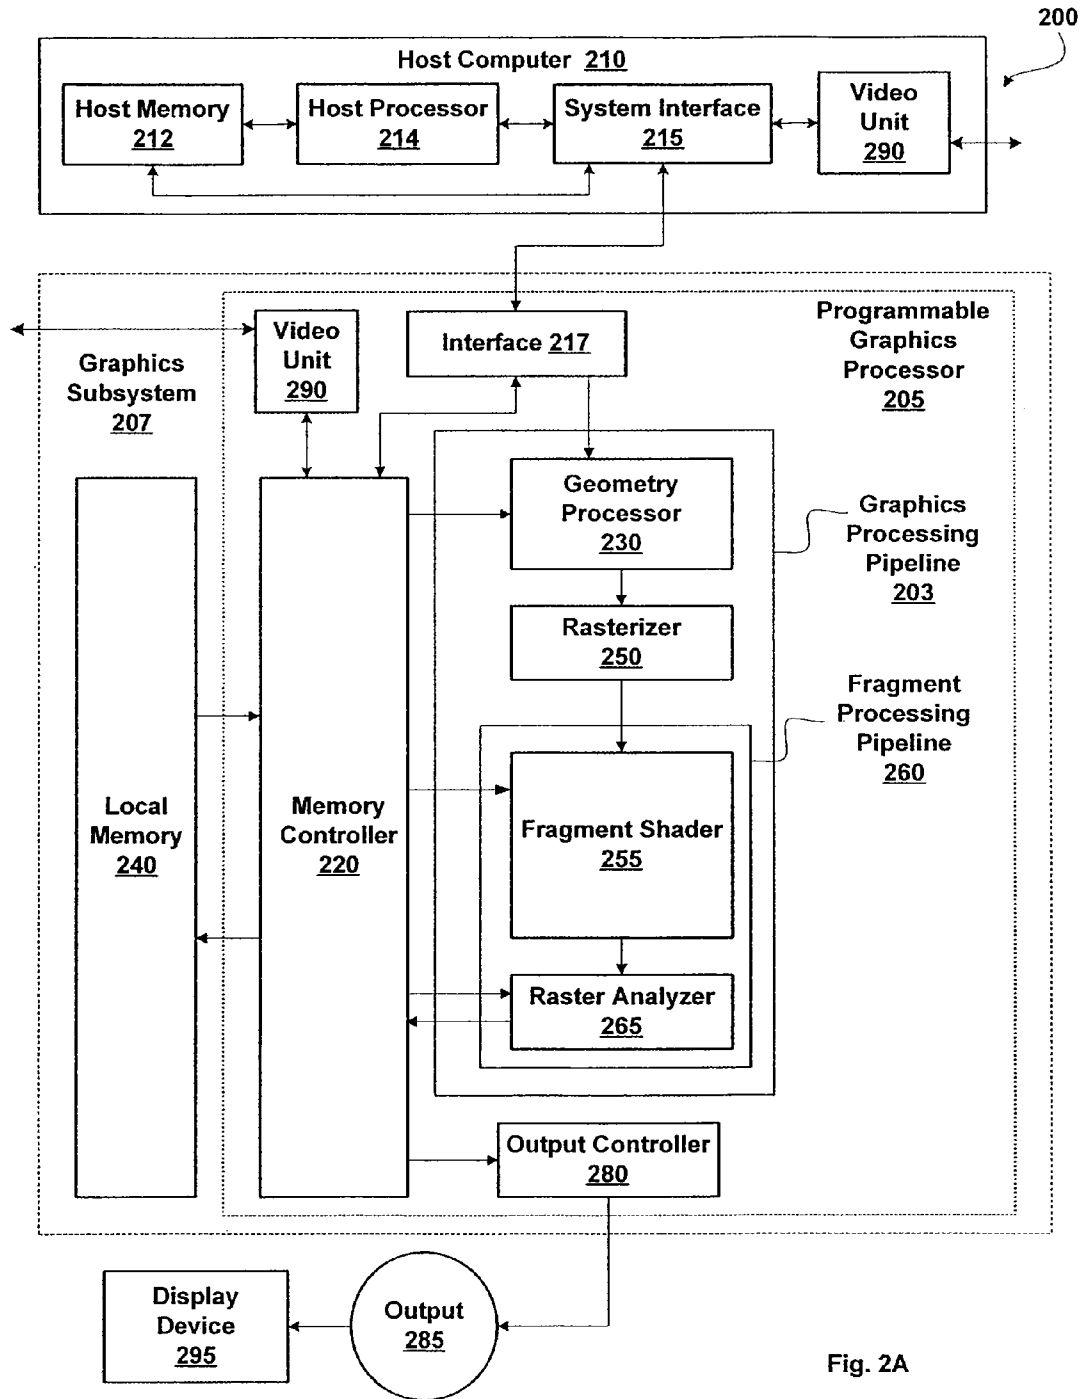 200
Host Computer 210
Host Memory
212
Host Processor
214
System Interface
215
Video
Unit
290
Programmable
Graphics
Processor
205
Video
Unit
290
Interface 217
Graphics
Subsystem
207
Geometry
Processor
230
Graphics
Processing
Pipeline
203
Rasterizer
250
Fragment
Processing
Pipeline
260
Local
Memory
240
Memory
Controller
220
Fragment Shader
255
Raster Analyzer
265
Output Controller
280
Display
Device
295
Output
285
Fig. 2A